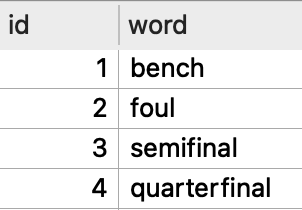 id word
1 bench
2 foul
3 semifinal
4 quarterfinal